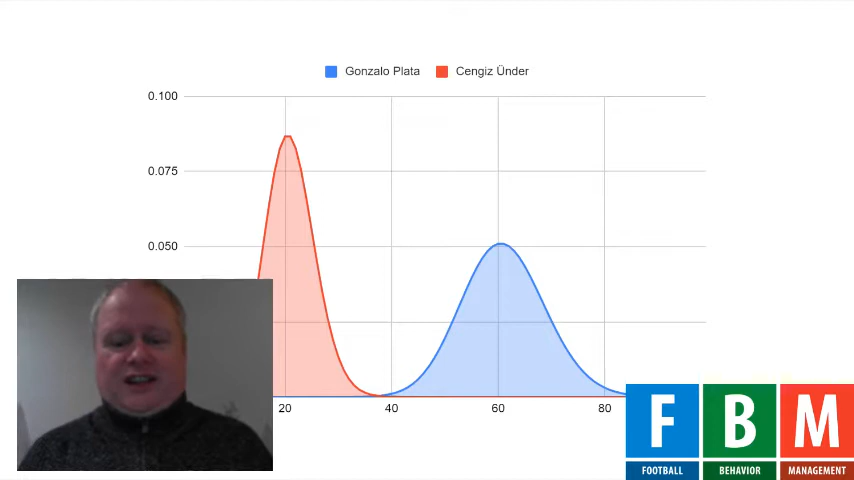 Gonzalo Plata Cengiz Ünder
0.100
0.075
0.050
20 40 60 80
F B M
FOOTBALL BEHAVIOR MANAGEMENT